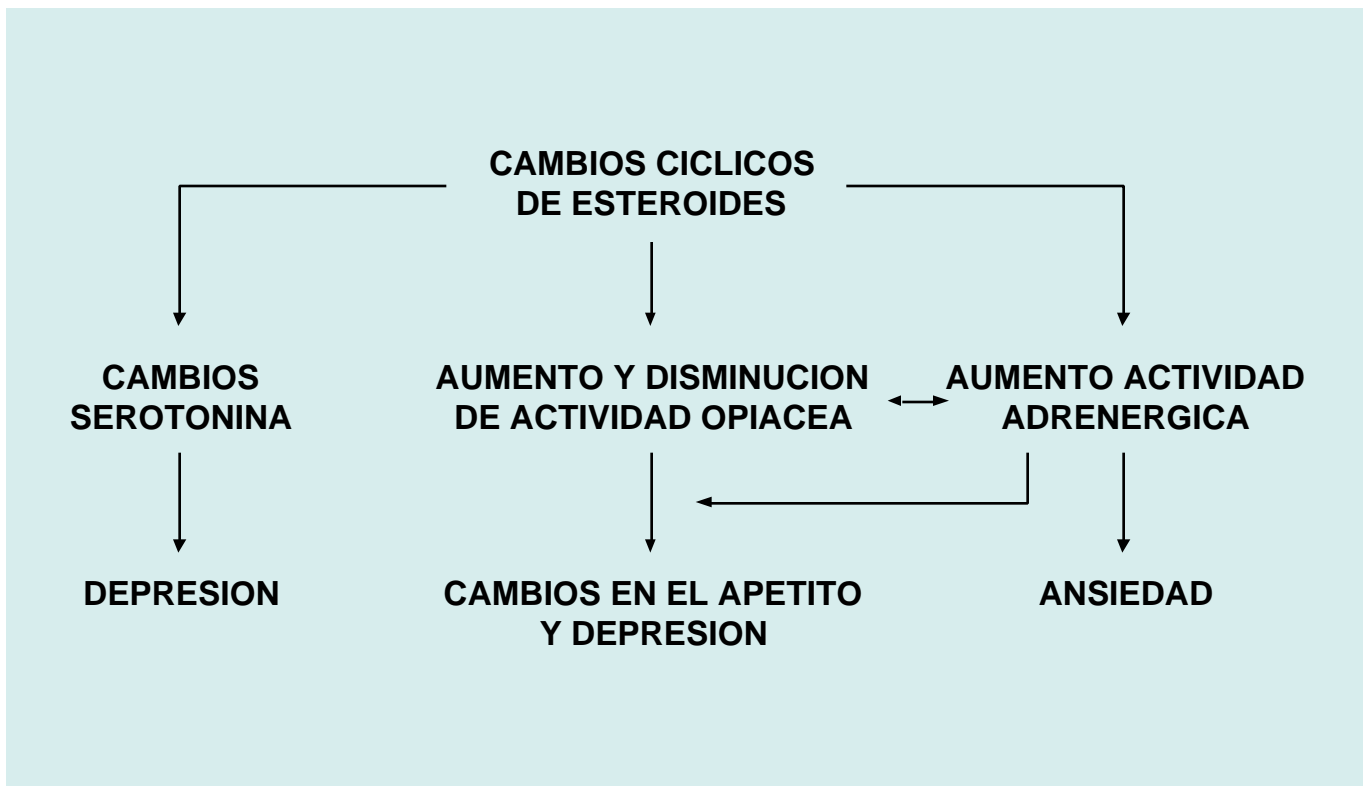 CAMBIOS CICLICOS
DE ESTEROIDES
CAMBIOS
SEROTONINA
AUMENTO Y DISMINUCION
DE ACTIVIDAD OPIACEA
AUMENTO ACTIVIDAD
ADRENERGICA
DEPRESION
CAMBIOS EN EL APETITO
Y DEPRESION
ANSIEDAD